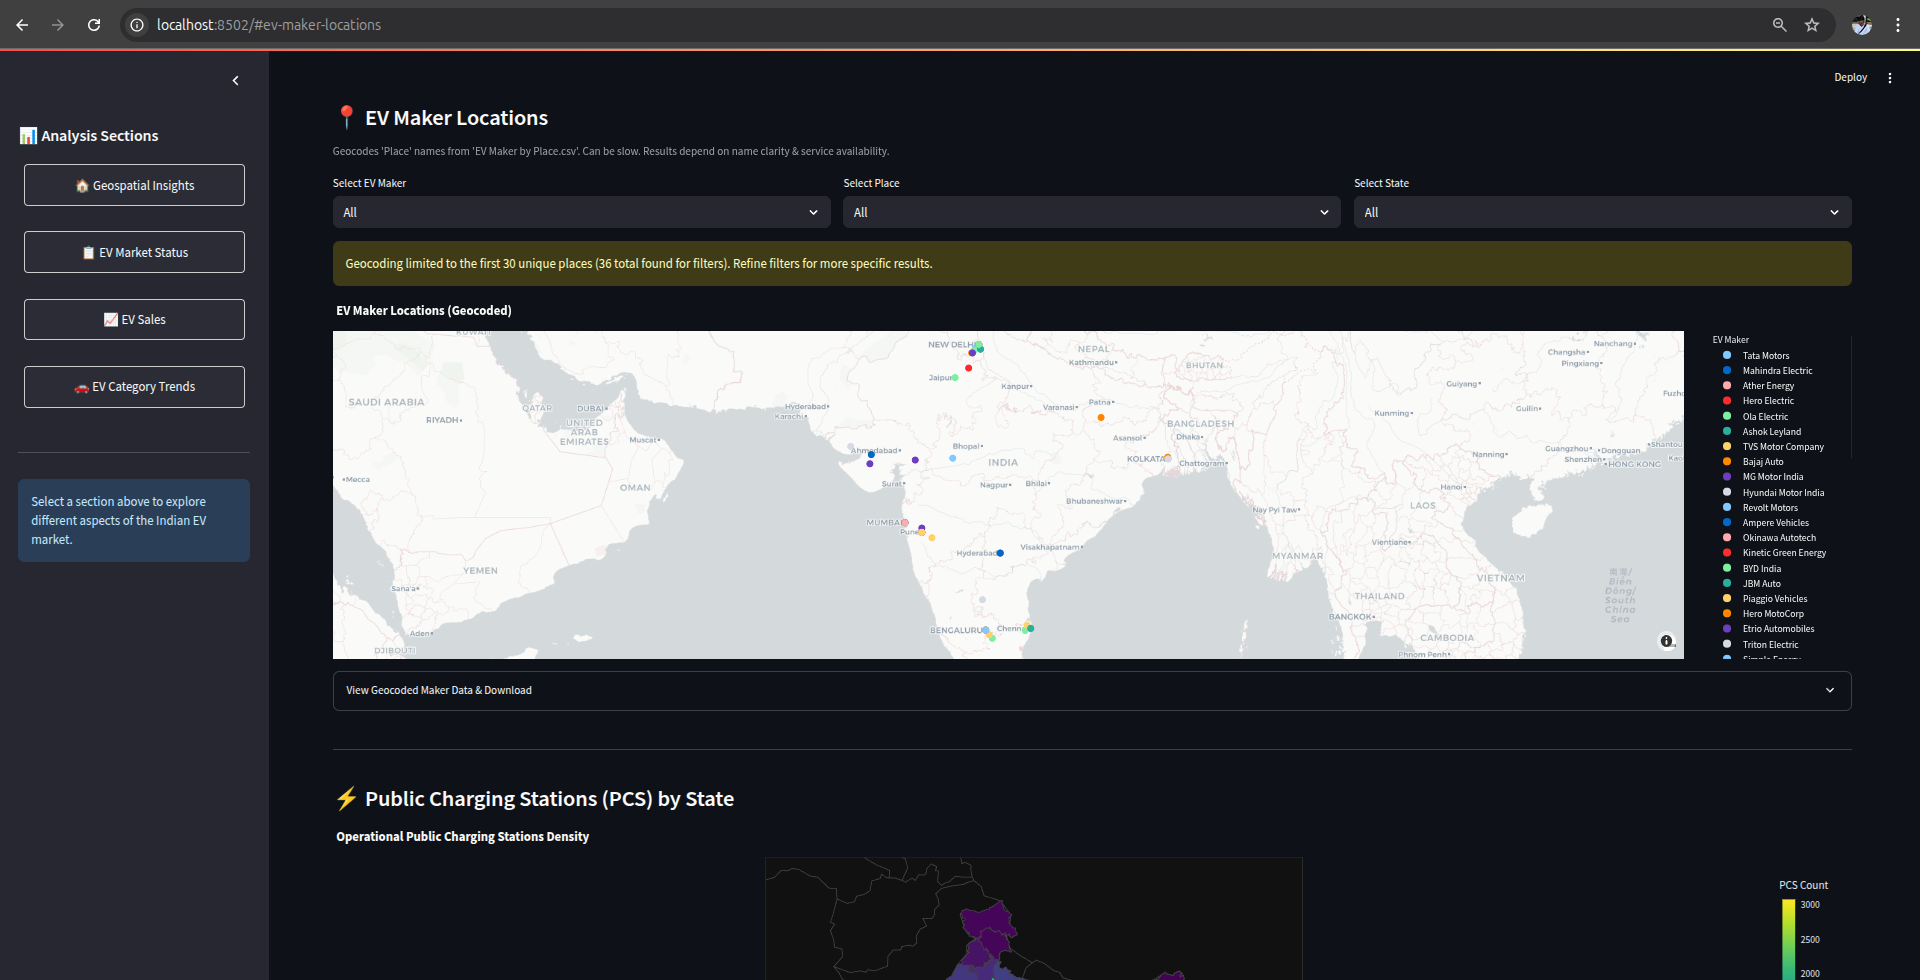 localhost:8502/#ev-maker-locations
Deploy
📊 Analysis Sections
🏠 Geospatial Insights
📋 EV Market Status
📈 EV Sales
🚗 EV Category Trends
Select a section above to explore
different aspects of the Indian EV
market.
📍 EV Maker Locations
Geocodes 'Place' names from 'EV Maker by Place.csv'. Can be slow. Results depend on name clarity & service availability.
Select EV Maker
Select Place
Select State
All
All
All
Geocoding limited to the first 30 unique places (36 total found for filters). Refine filters for more specific results.
EV Maker Locations (Geocoded)
KUWAIT
NEW DELHI
NEPAL
Kathmandu
BHUTAN
Changsha
Nanchang
Pingxiang
Jaipur
Kanpur
Guiyang
SAUDI ARABIA
RIYADH
QATAR
DUBAI
UNITED
ARAB
EMIRATES
Muscat
Hyderabad
Karachi
Varanasi
Patna
BANGLADESH
Kunming
Guilin
Asansol
Dhaka
Ahmedabad
Bhopal
INDIA
KOLKATA
Chattogram
Nanning
Guangzhou
Dongguan
Shenzhen
HONG KONG
Mecca
OMAN
Surat
Nagpur
Bhilai
Bhubaneshwar
Hanoi
LAOS
Nay Pyi Taw
MUMBAI
Pune
Hyderabad
Visakhapatnam
Vientiane
MYANMAR
YEMEN
Sana'a
VIETNAM
THAILAND
南海/
Biển
Đông/
South
China
Sea
BENGALURU
Chennai
BANGKOK
Aden
CAMBODIA
DJIBOUTI
Phnom Penh
EV Maker
Tata Motors
Mahindra Electric
Ather Energy
Hero Electric
Ola Electric
Ashok Leyland
TVS Motor Company
Bajaj Auto
MG Motor India
Hyundai Motor India
Revolt Motors
Ampere Vehicles
Okinawa Autotech
Kinetic Green Energy
BYD India
JBM Auto
Piaggio Vehicles
Hero MotoCorp
Etrio Automobiles
Triton Electric
Simple Energy
View Geocoded Maker Data & Download
⚡ Public Charging Stations (PCS) by State
Operational Public Charging Stations Density
PCS Count
3000
2500
2000